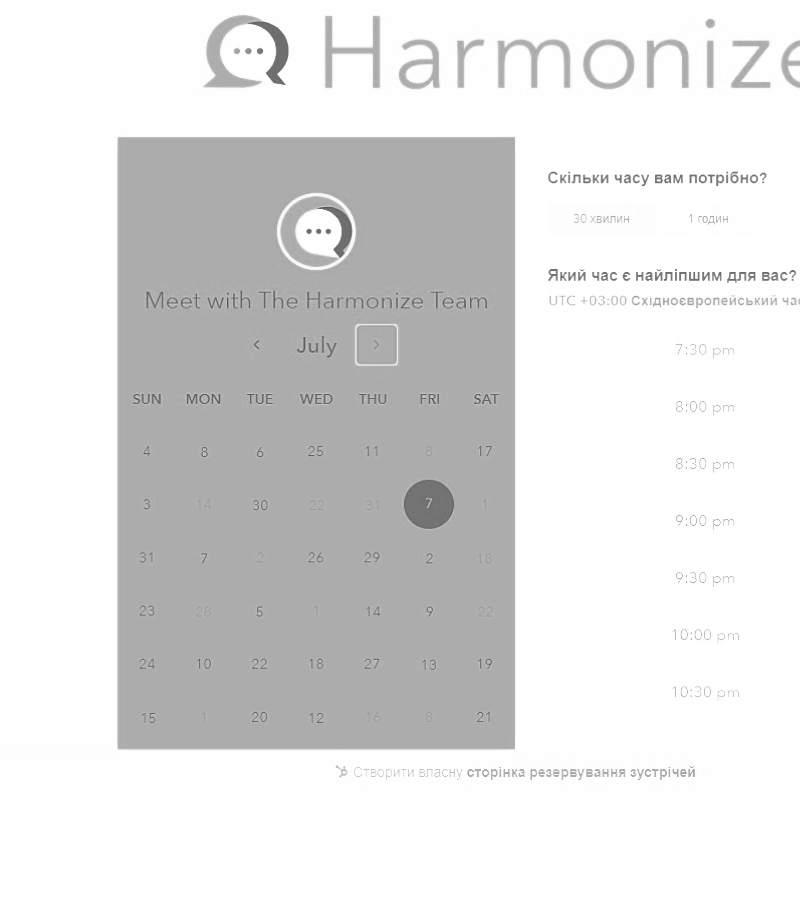 Harmonize
Meet with The Harmonize Team
July
SUN MON TUE WED THU FRI SAT
4 8 6 25 11 8 17
3 14 30 22 31 7 1
31 7 2 26 29 2 18
23 28 5 1 14 9 22
24 10 22 18 27 13 19
15 1 20 12 16 8 21
Скільки часу вам потрібно?
30 хвилин 1 годин
Який час є найліпшим для вас?
UTC +03:00 Східноєвропейський
7:30 pm
8:00 pm
8:30 pm
9:00 pm
9:30 pm
10:00 pm
10:30 pm
Створити власну сторінка резервування зустрічей